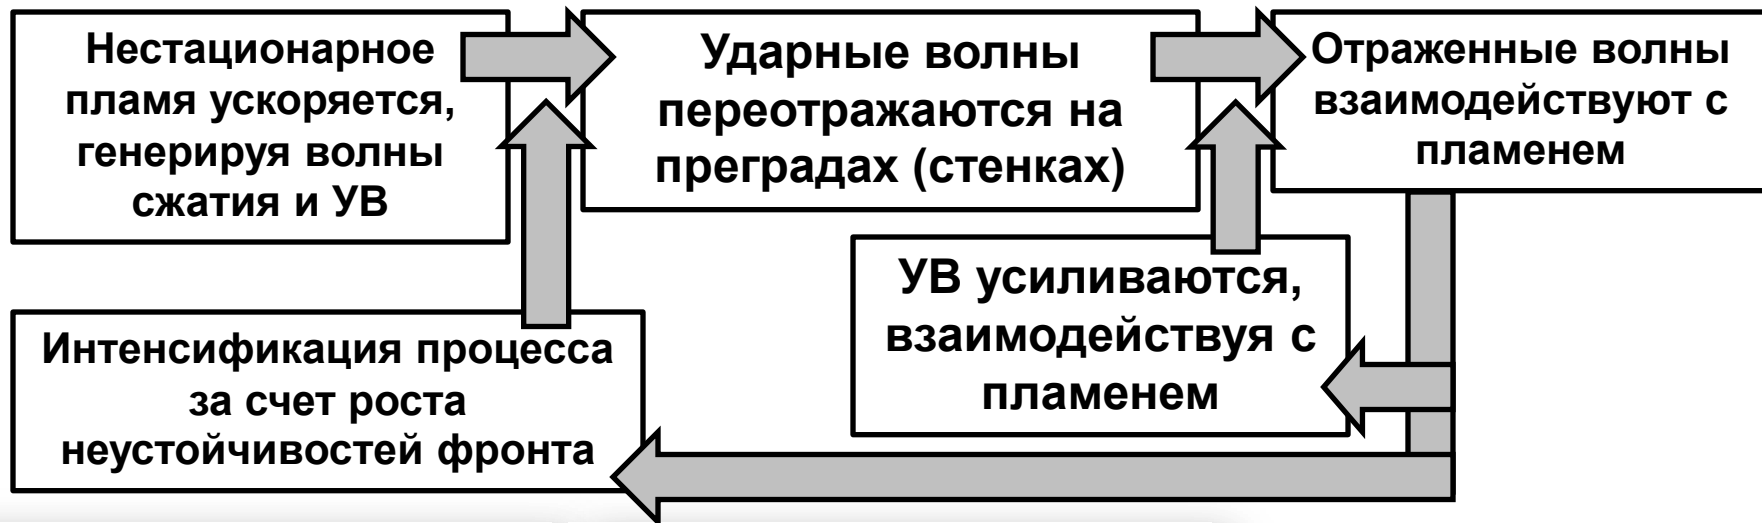 Нестационарное
пламя ускоряется,
генерируя волны
сжатия и УВ
Ударные волны
переотражаются на
преградах (стенках)
Отраженные волны
взаимодействуют с
пламенем
УВ усиливаются,
взаимодействуя с
пламенем
Интенсификация процесса
за счет роста
неустойчивостей фронта